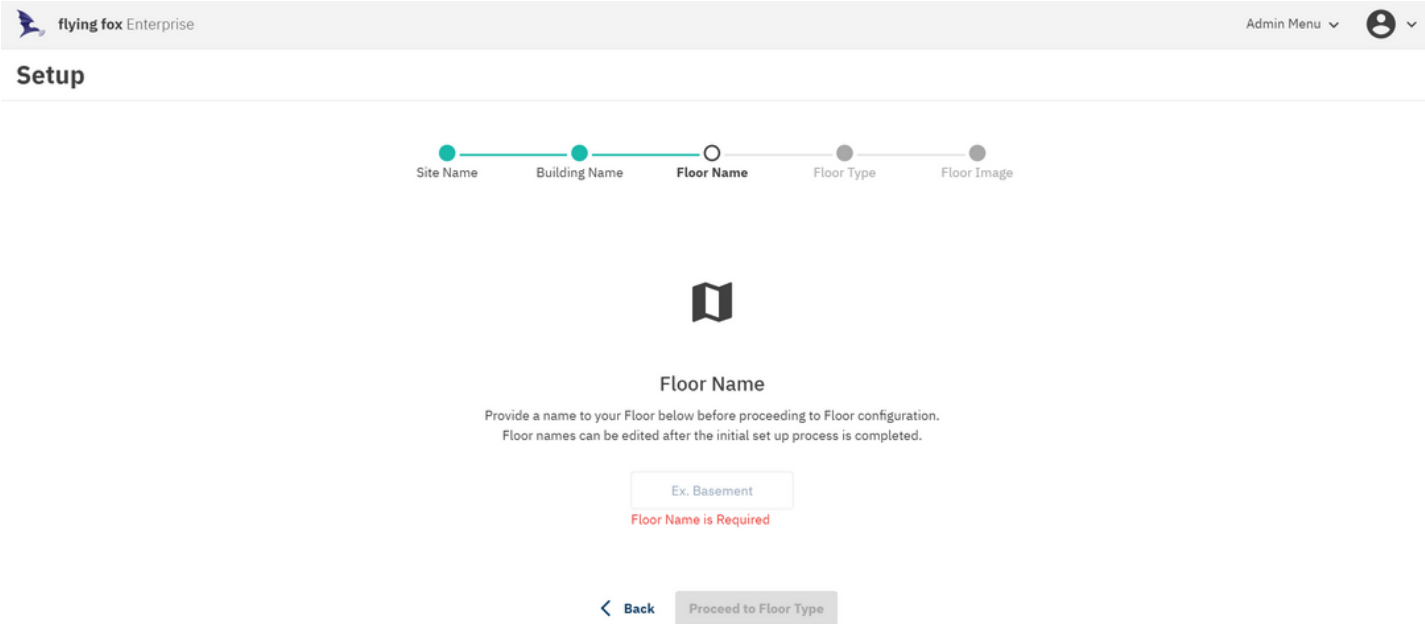 flying fox Enterprise
Admin Menu
Setup
Site Name
Building Name
Floor Name
Floor Type
Floor Image
Floor Name
Provide a name to your Floor below before proceeding to Floor configuration.
Floor names can be edited after the initial set up process is completed.
Ex. Basement
Floor Name is Required
Back
Proceed to Floor Type